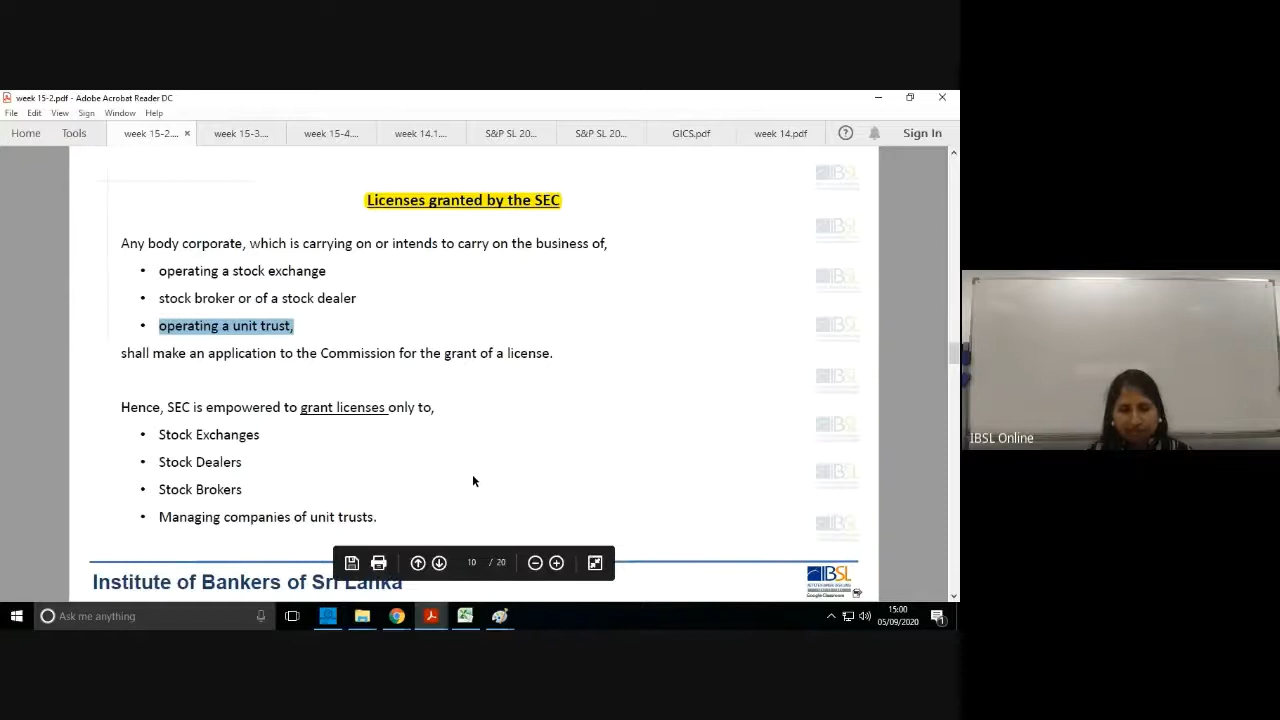 week 15-2.pdf - Adobe Acrobat Reader DC
File Edit View Sign Window Help
Home Tools week 15-2.... × week 15-3.... week 15-4.... week 14.1.... S&P SL 20... S&P SL 20... GICS.pdf week 14.pdf Sign In
Licenses granted by the SEC
Any body corporate, which is carrying on or intends to carry on the business of,
• operating a stock exchange
• stock broker or of a stock dealer
• operating a unit trust,
shall make an application to the Commission for the grant of a license.
Hence, SEC is empowered to grant licenses only to,
• Stock Exchanges
• Stock Dealers
• Stock Brokers
• Managing companies of unit trusts.
10 / 20
Institute of Bankers of Sri Lanka
IBSL
Ask me anything
15:00
05/09/2020
IBSL Online